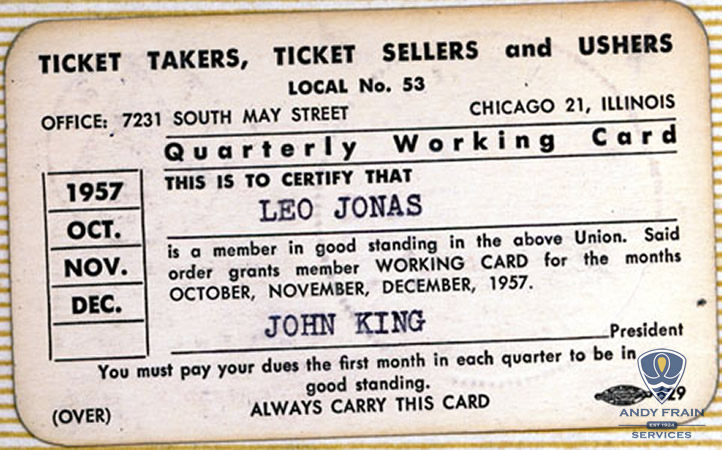 TICKET TAKERS, TICKET SELLERS and USHERS
LOCAL No. 53
OFFICE: 7231 SOUTH MAY STREET CHICAGO 21, ILLINOIS
Quarterly Working Card
1957
OCT.
NOV.
DEC.
THIS IS TO CERTIFY THAT
LEO JONAS
is a member in good standing in the above Union. Said
order grants member WORKING CARD for the months
OCTOBER, NOVEMBER, DECEMBER, 1957.
JOHN KING
President
You must pay your dues the first month in each quarter to be in
good standing.
(OVER) ALWAYS CARRY THIS CARD
ANDY FRAIN
EST 1924
SERVICES